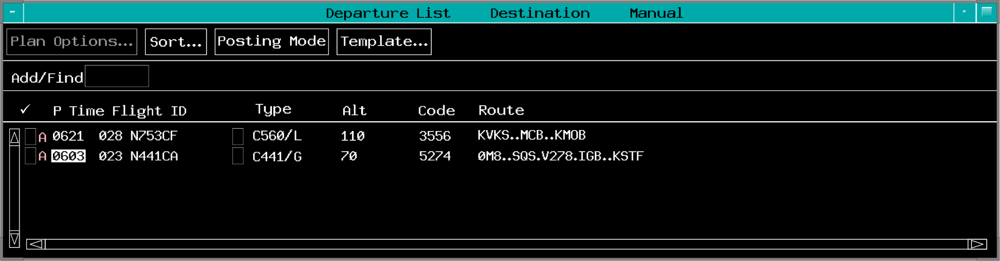 Departure List Destination Manual
Plan Options... Sort... Posting Mode Template...
Add/Find
✓ P Time Flight ID Type Alt Code Route
A 0621 028 N753CF C560/L 110 3556 KVKS..MCB..KMOB
A 0603 023 N441CA C441/G 70 5274 0M8..SQS.V278.IGB..KSTF